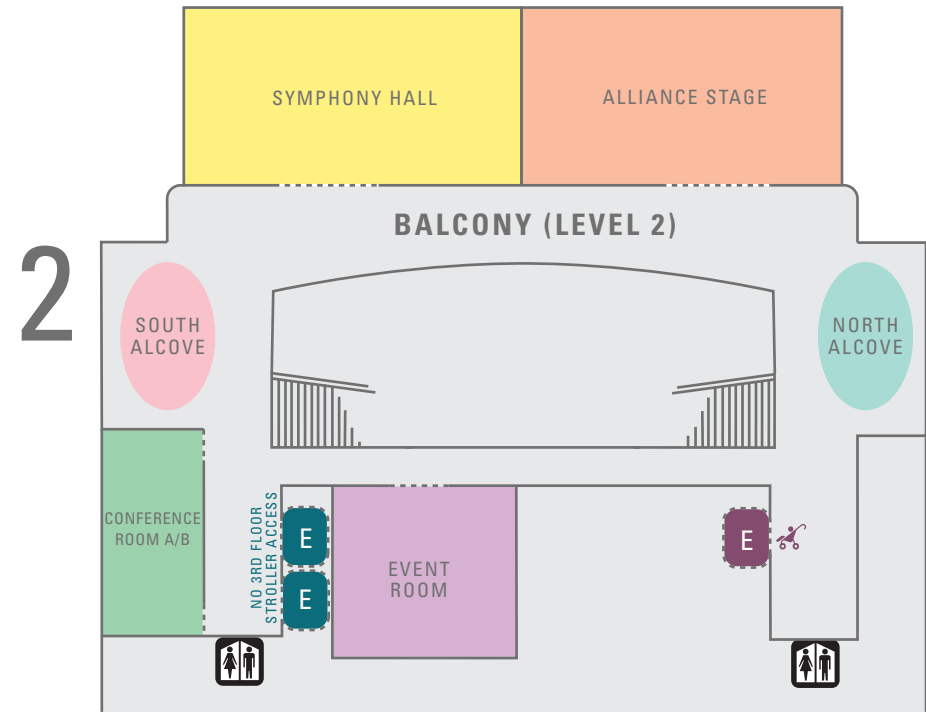 SYMPHONY HALL
ALLIANCE STAGE
BALCONY (LEVEL 2)
2
SOUTH
ALCOVE
NORTH
ALCOVE
CONFERENCE
ROOM A/B
NO 3RD FLOOR
STROLLER ACCESS
E
E
EVENT
ROOM
E